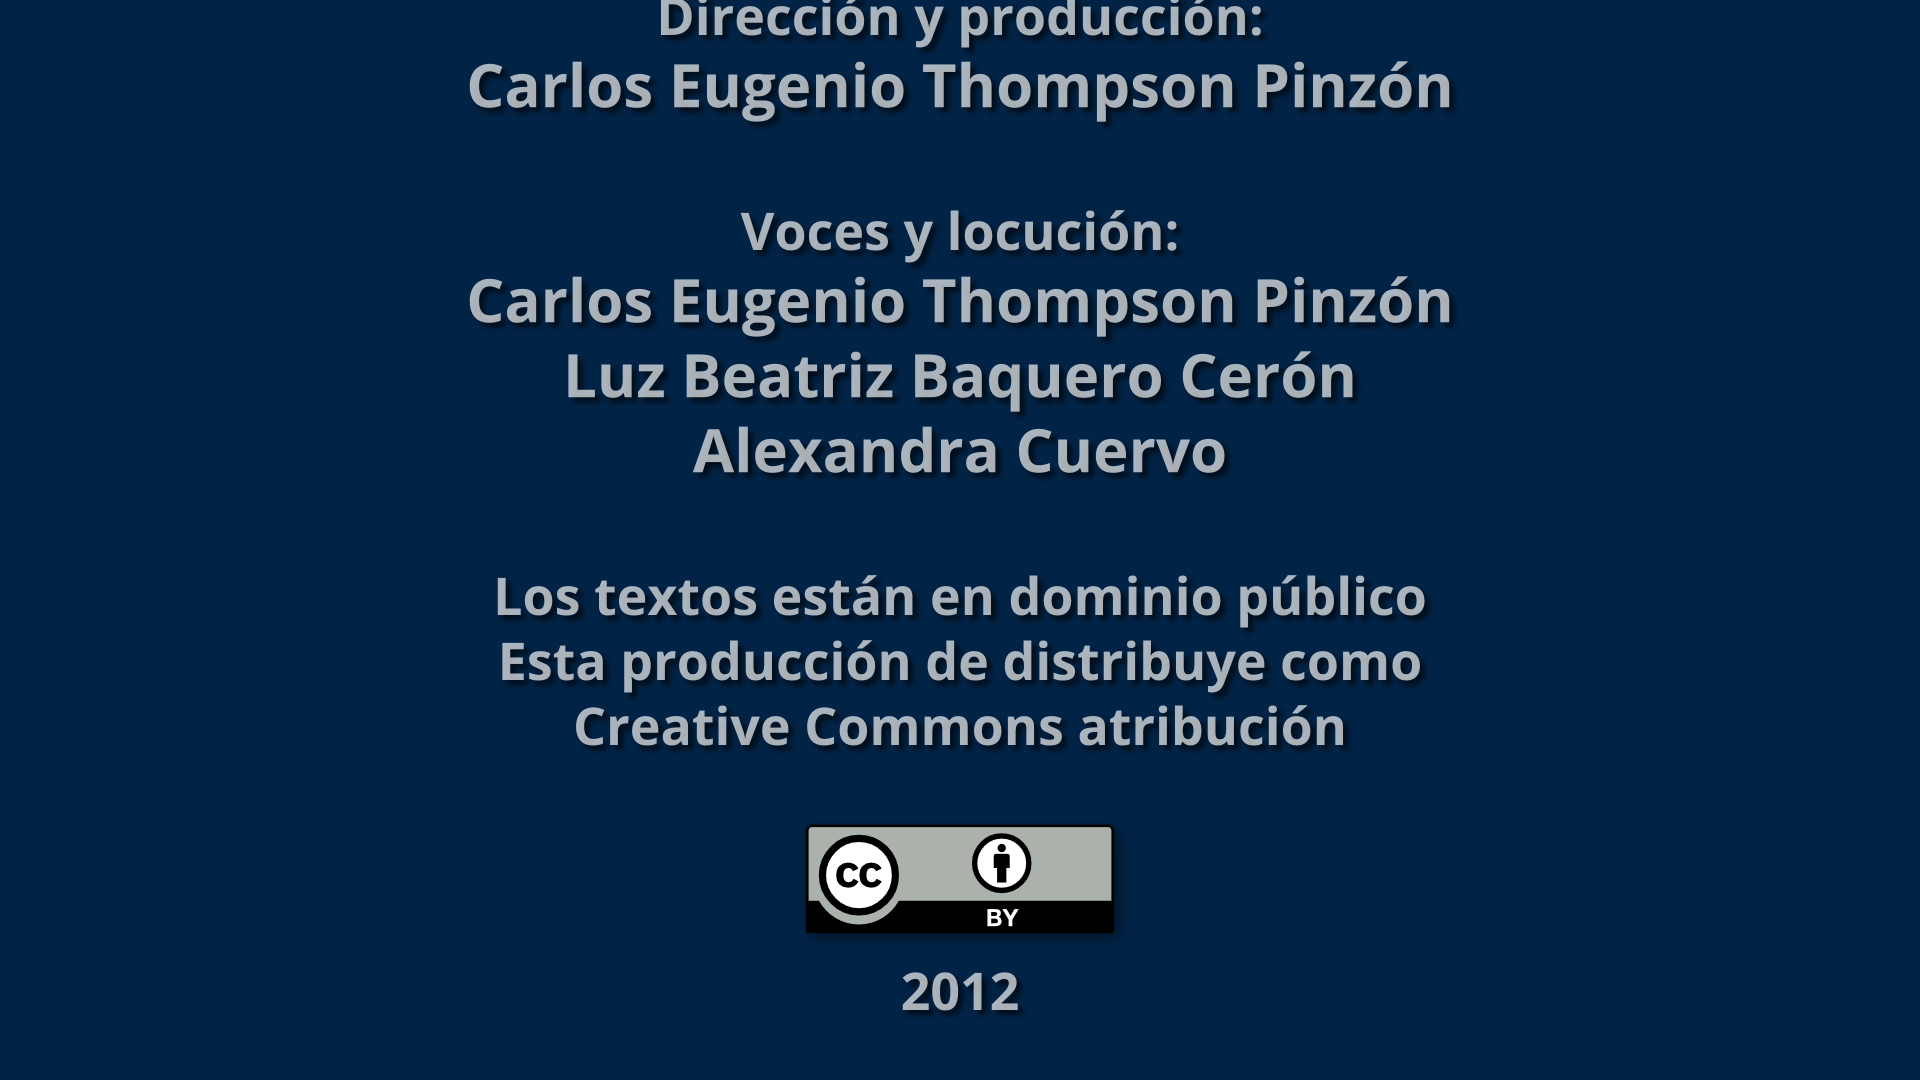 Dirección y producción:
Carlos Eugenio Thompson Pinzón
Voces y locución:
Carlos Eugenio Thompson Pinzón
Luz Beatriz Baquero Cerón
Alexandra Cuervo
Los textos están en dominio público
Esta producción de distribuye como
Creative Commons atribución
cc
BY
2012